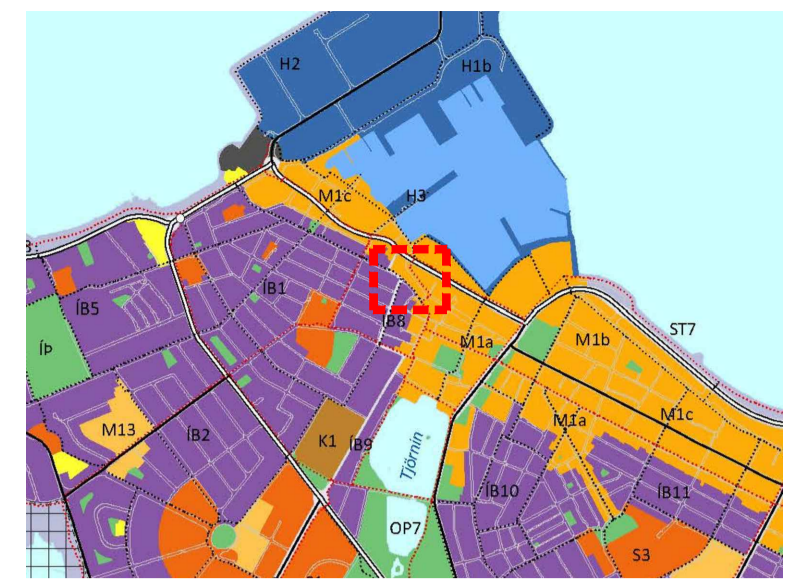 H2
H1b
M1c
H3
ÍB5
ÍB1
ÍB8
ST7
ÍÞ
M1a
M1b
M13
ÍB2
K1
ÍB9
Tjörnin
M1a
M1c
ÍB10
ÍB11
OP7
S3